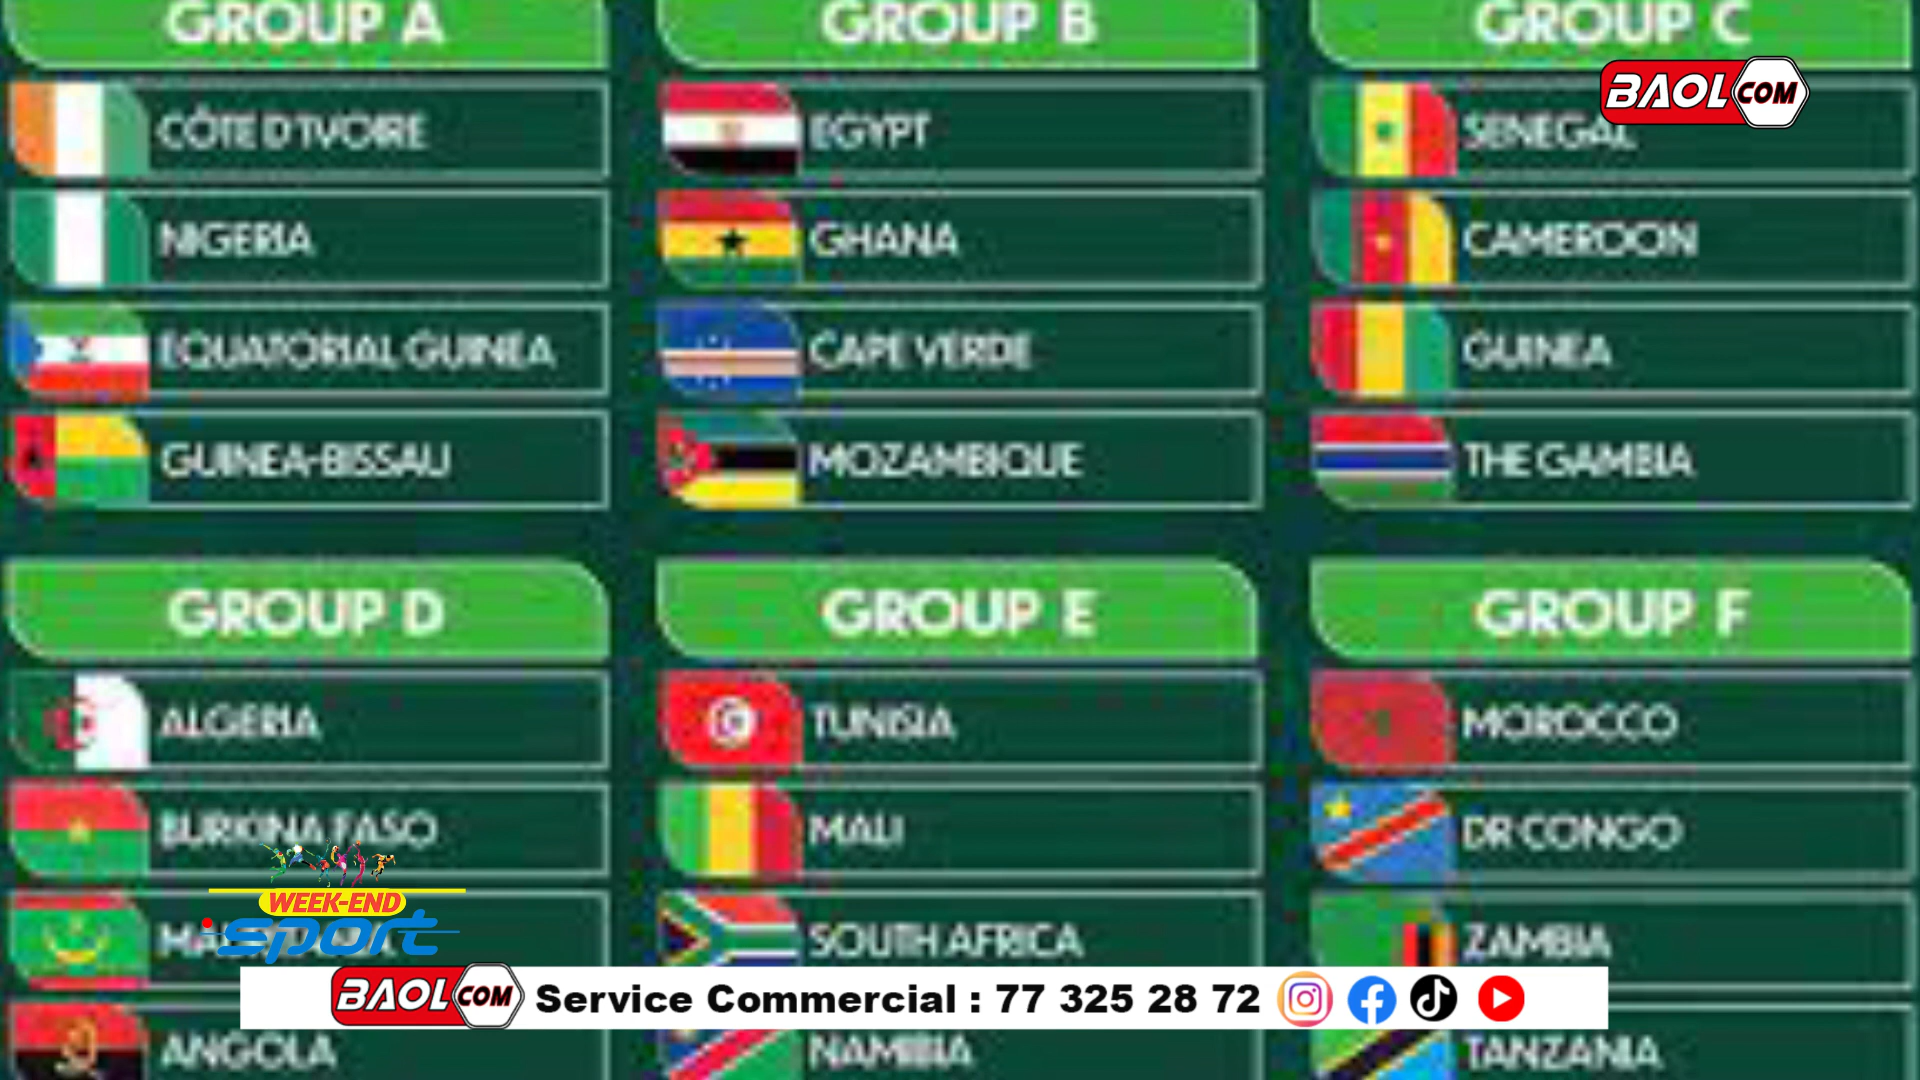 GROUP A
CÔTE D'IVOIRE
NIGERIA
EQUATORIAL GUINEA
GUINEA-BISSAU
GROUP B
EGYPT
GHANA
CAPE VERDE
MOZAMBIQUE
GROUP C
BAOL COM
SENEGAL
CAMEROON
GUINEA
THE GAMBIA
GROUP D
ALGERIA
BURKINA FASO
WEEK-END
sport
ANGOLA
GROUP E
TUNISIA
MALI
SOUTH AFRICA
NAMIBIA
GROUP F
MOROCCO
DR CONGO
ZAMBIA
TANZANIA
BAOL COM Service Commercial : 77 325 28 72